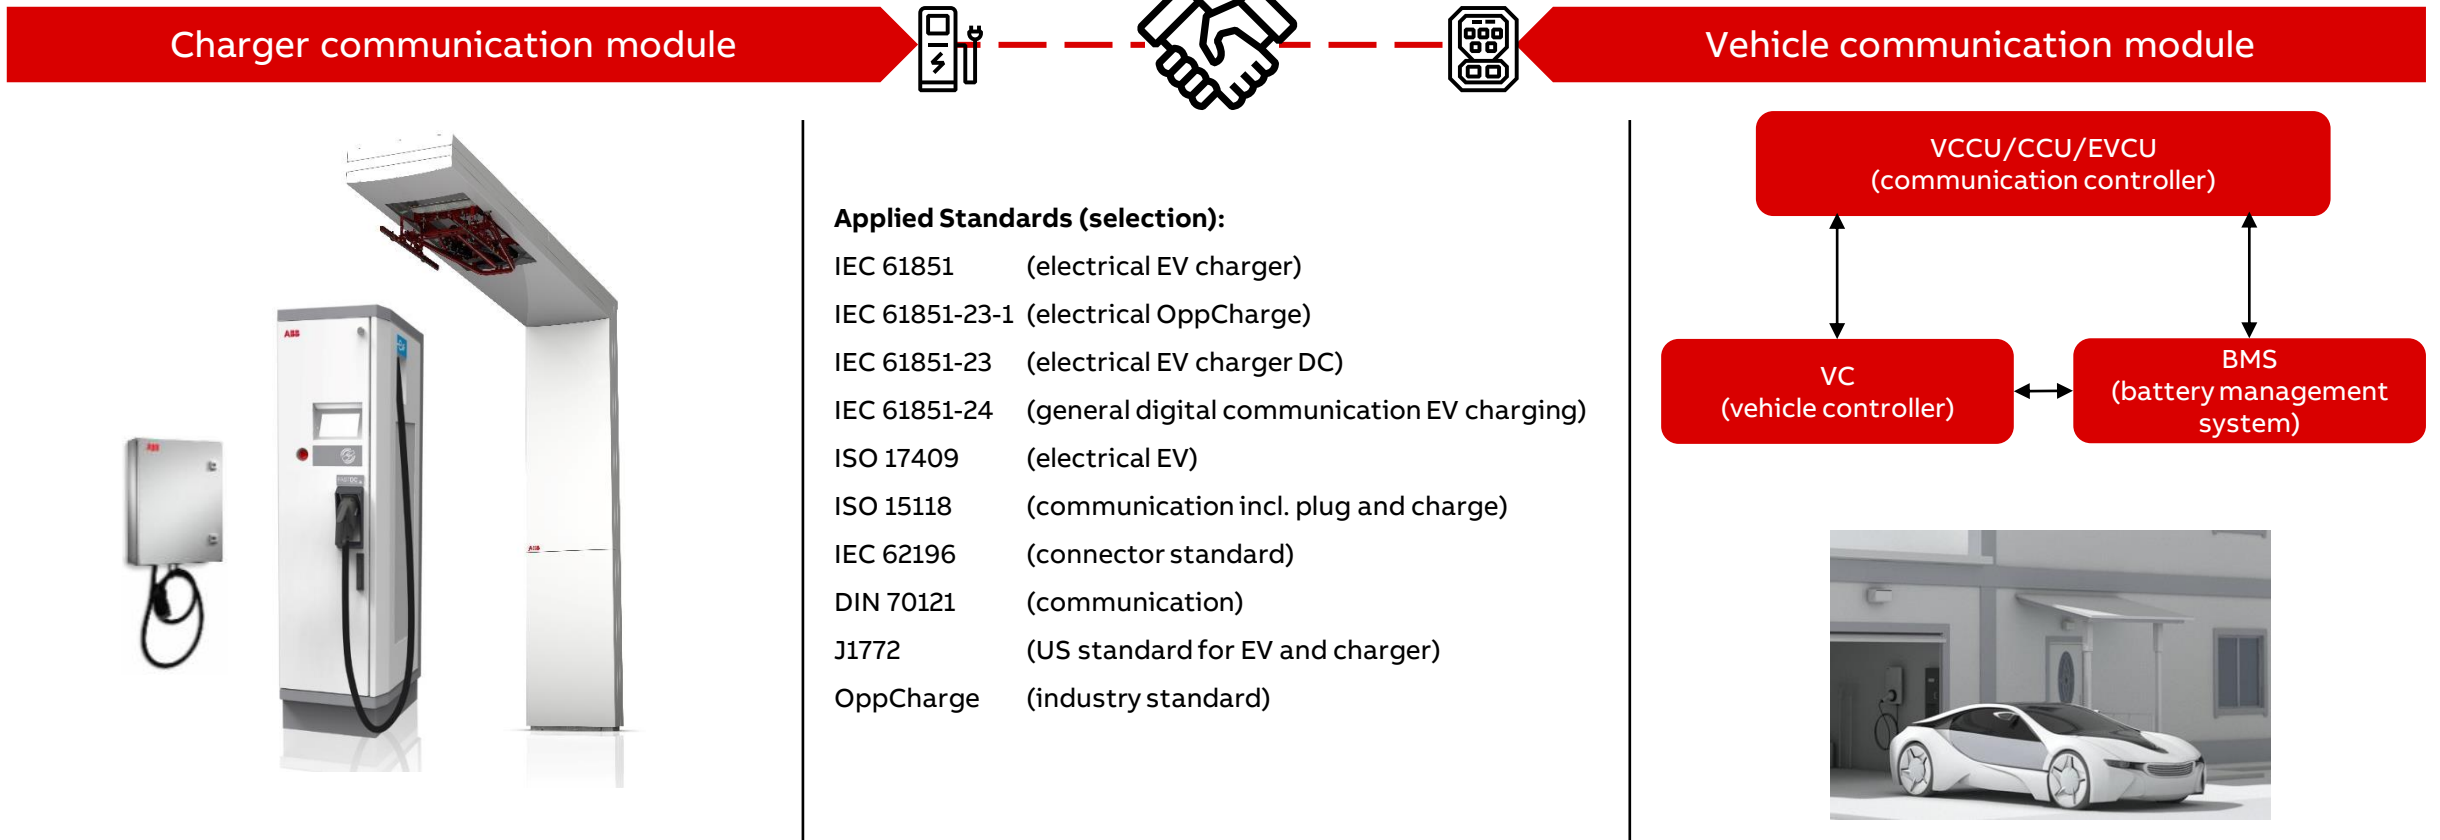 Charger communication module
Vehicle communication module
ABB
ABB
ABB
Applied Standards (selection):
IEC 61851 (electrical EV charger)
IEC 61851-23-1 (electrical OppCharge)
IEC 61851-23 (electrical EV charger DC)
IEC 61851-24 (general digital communication EV charging)
ISO 17409 (electrical EV)
ISO 15118 (communication incl. plug and charge)
IEC 62196 (connector standard)
DIN 70121 (communication)
J1772 (US standard for EV and charger)
OppCharge (industry standard)
VCCU/CCU/EVCU
(communication controller)
VC
(vehicle controller)
BMS
(battery management
system)